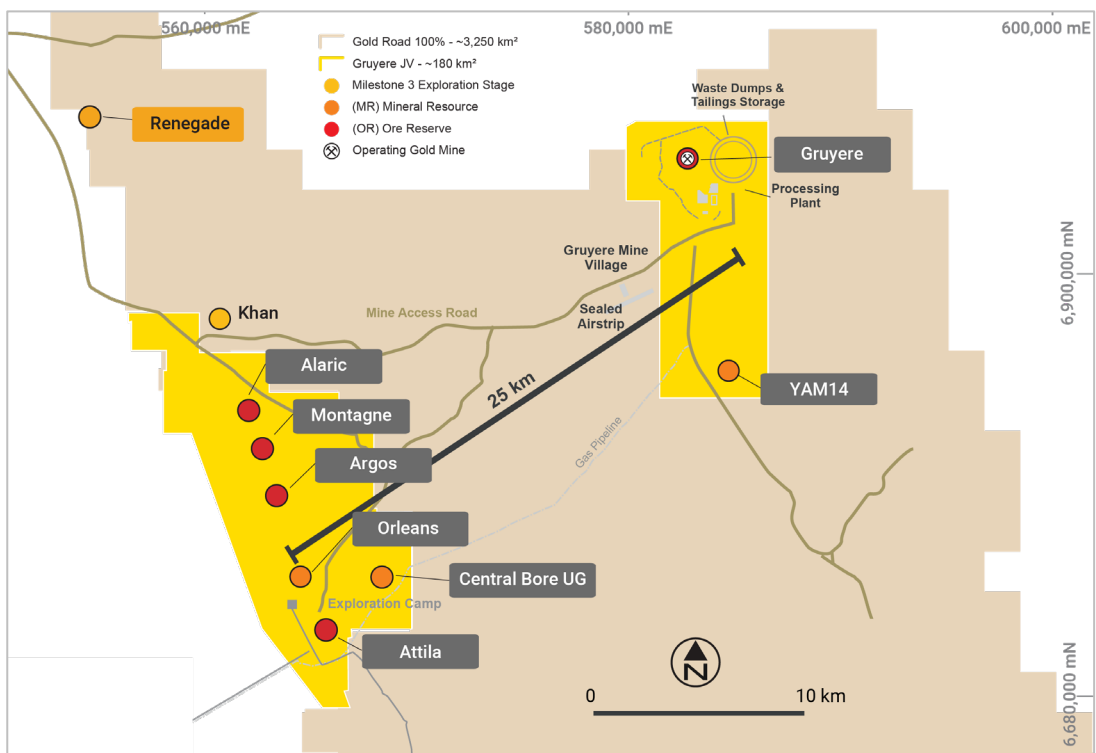 560,000 mE
580,000 mE
600,000 mE
Gold Road 100% - ~3,250 km²
Gruyere JV - ~180 km²
Milestone 3 Exploration Stage
(MR) Mineral Resource
(OR) Ore Reserve
Operating Gold Mine
Waste Dumps &
Tailings Storage
Renegade
Gruyere
Processing
Plant
6,900,000 mN
Gruyere Mine
Village
Sealed
Airstrip
Khan
Mine Access Road
Alaric
25 km
YAM14
Montagne
Gas Pipeline
Argos
Orleans
Central Bore UG
Exploration Camp
Attila
N
0
10 km
6,680,000 mN